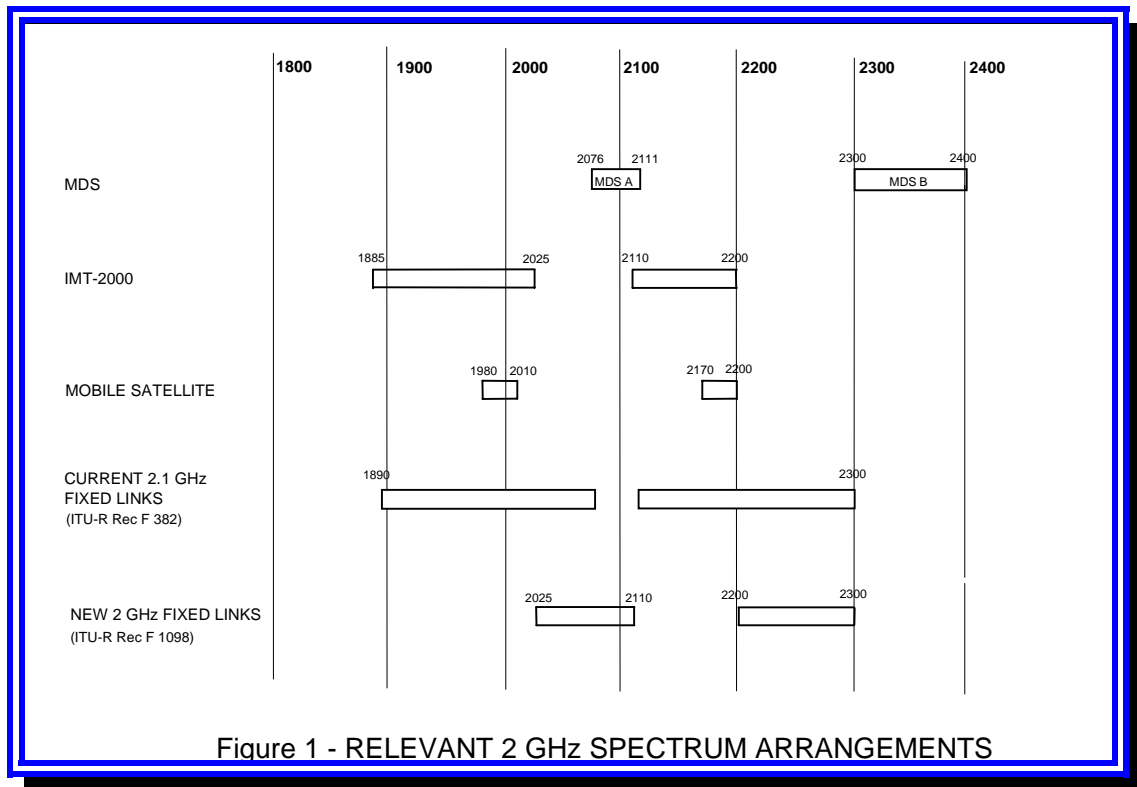 1800 1900 2000 2100 2200 2300 2400
2076 2111 2300 2400
MDS MDS A MDS B
1885 2025 2110 2200
IMT-2000
1980 2010 2170 2200
MOBILE SATELLITE
CURRENT 2.1 GHz
1890 2300
FIXED LINKS
(ITU-R Rec F 382)
2025 2110 2200 2300
NEW 2 GHz FIXED LINKS
(ITU-R Rec F 1098)
Figure 1 - RELEVANT 2 GHz SPECTRUM ARRANGEMENTS